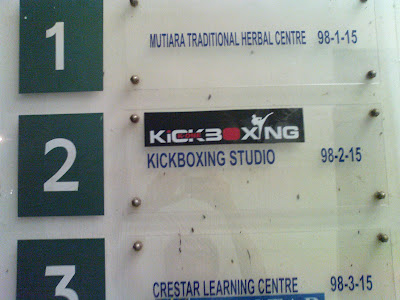 1
MUTIARA TRADITIONAL HERBAL CENTRE 98-1-15
KICKBOXING
2
KICKBOXING STUDIO 98-2-15
3
CRESTAR LEARNING CENTRE 98-3-15